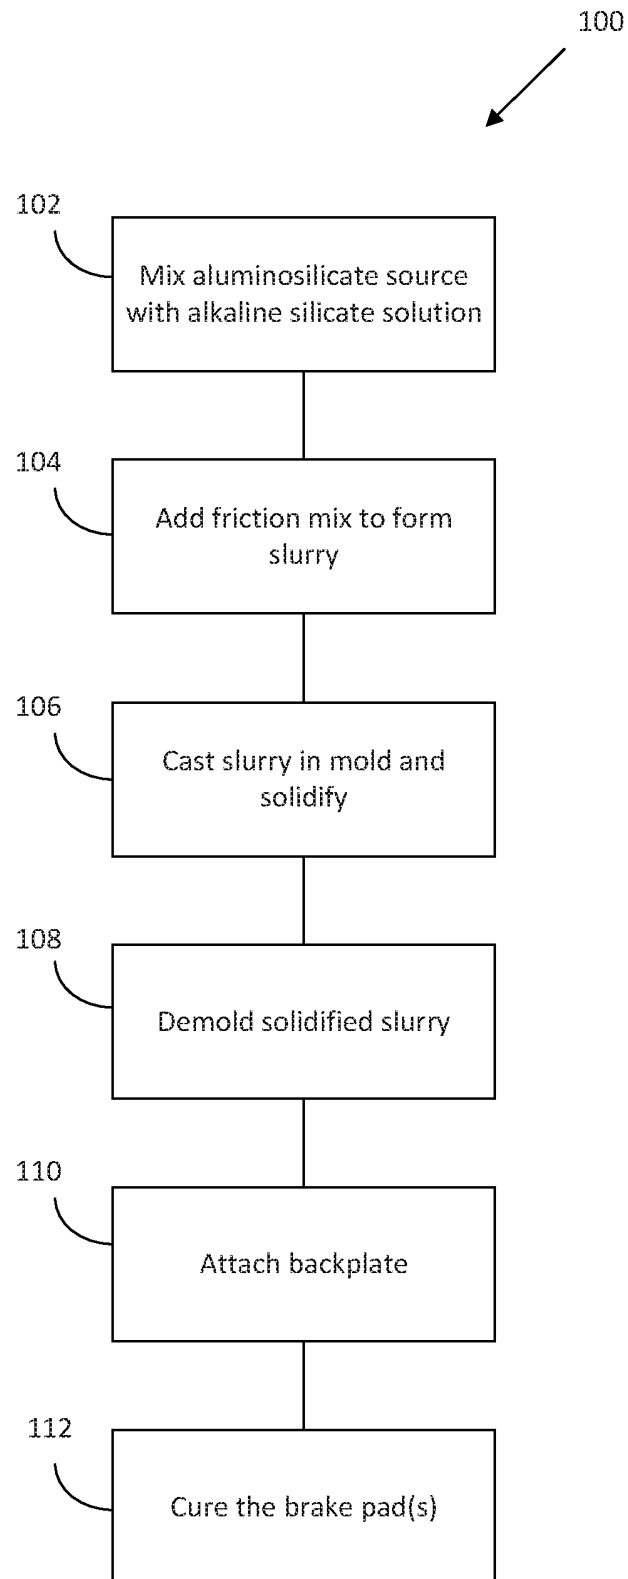 100
102
Mix aluminosilicate source
with alkaline silicate solution
104
Add friction mix to form
slurry
106
Cast slurry in mold and
solidify
108
Demold solidified slurry
110
Attach backplate
112
Cure the brake pad(s)